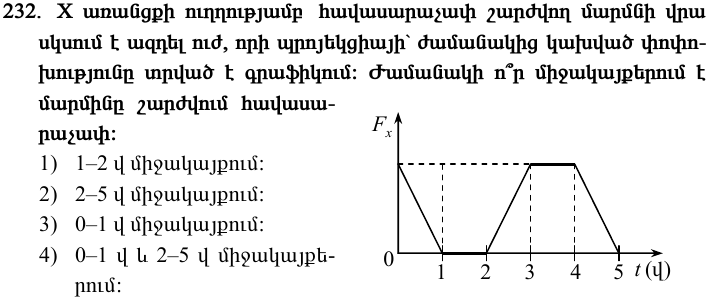 232. X առանցքի ուղղությամբ հավասարաչափ շարժվող մարմնի վրա
սկսում է ազդել ուժ, որի պրոյեկցիայի՝ ժամանակից կախված փոփո-
խությունը տրված է գրաֆիկում: Ժամանակի ո՞ր միջակայքերում է
մարմինը շարժվում հավասա-
րաչափ:
1) 1–2 վ միջակայքում:
2) 2–5 վ միջակայքում:
3) 0–1 վ միջակայքում:
4) 0–1 վ և 2–5 վ միջակայքե-
րում:
Fx
0 1 2 3 4 5 t (վ)